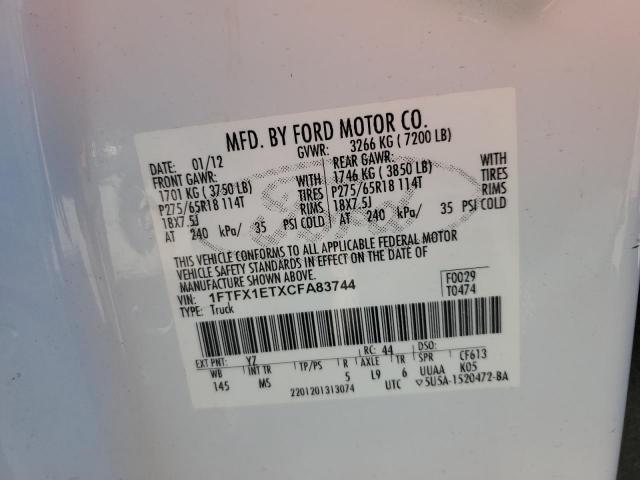 MFD. BY FORD MOTOR CO.
DATE: 01/12 GVWR: 3266 KG ( 7200 LB)
FRONT GAWR: WITH REAR GAWR: WITH
1701 KG ( 3750 LB) TIRES 1746 KG ( 3850 LB) TIRES
P275/65R18 114T RIMS P275/65R18 114T RIMS
18X7.5J 18X7.5J
AT 240 kPa/ 35 PSI COLD AT 240 kPa/ 35 PSI COLD
THIS VEHICLE CONFORMS TO ALL APPLICABLE FEDERAL MOTOR
VEHICLE SAFETY STANDARDS IN EFFECT ON THE DATE OF
MANUFACTURE SHOWN ABOVE.
VIN: 1FTFX1ETXCFA83744 F0029
TYPE: Truck T0474
EXT PNT: YZ RC: 44 DSO:
WB INT TR TP/PS R AXLE TR SPR CF613
145 MS 5 L9 6 UUAA K05
2201201313074 UTC ▽5U5A-1520472-BA